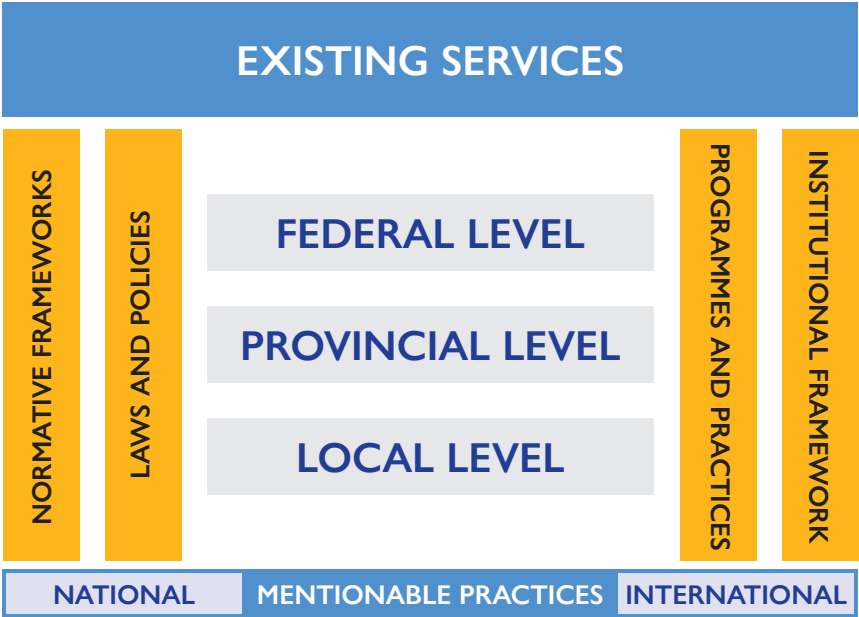 EXISTING SERVICES
NORMATIVE FRAMEWORKS
LAWS AND POLICIES
FEDERAL LEVEL
PROVINCIAL LEVEL
LOCAL LEVEL
PROGRAMMES AND PRACTICES
INSTITUTIONAL FRAMEWORK
NATIONAL MENTIONABLE PRACTICES INTERNATIONAL